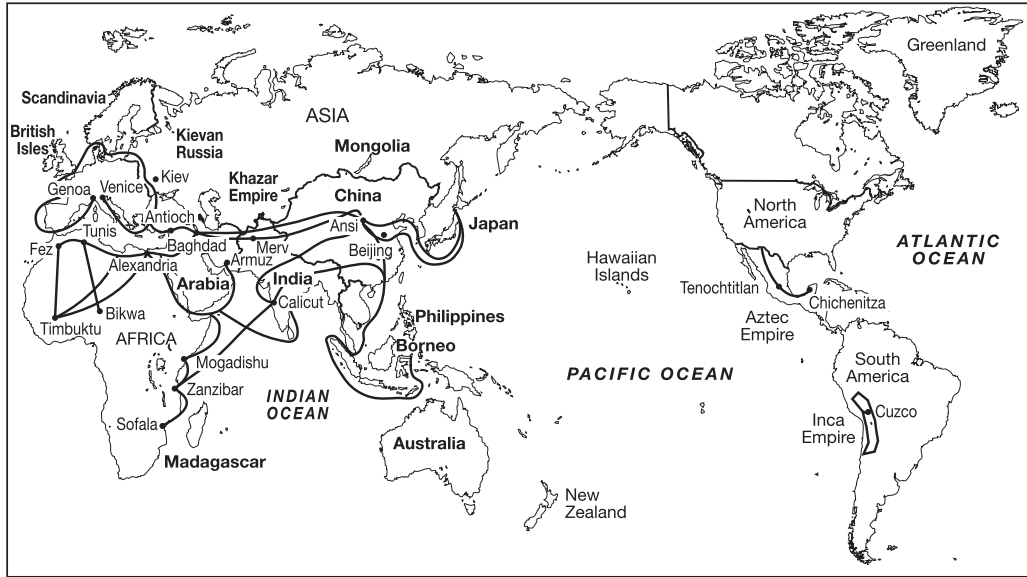 Greenland
Scandinavia
ASIA
British
Isles
Kievan
Russia
Mongolia
Kiev
Khazar
Empire
Genoa
Venice
China
North
America
Antioch
Ansi
Japan
Tunis
Fez
Baghdad
Merv
Beijing
ATLANTIC
OCEAN
Alexandria
Armuz
Hawaiian
Islands
Arabia
India
Tenochtitlan
Calicut
Chichenitza
Bikwa
Timbuktu
Philippines
Aztec
Empire
AFRICA
Borneo
Mogadishu
South
America
PACIFIC OCEAN
Zanzibar
INDIAN
OCEAN
Cuzco
Sofala
Inca
Empire
Australia
Madagascar
New
Zealand